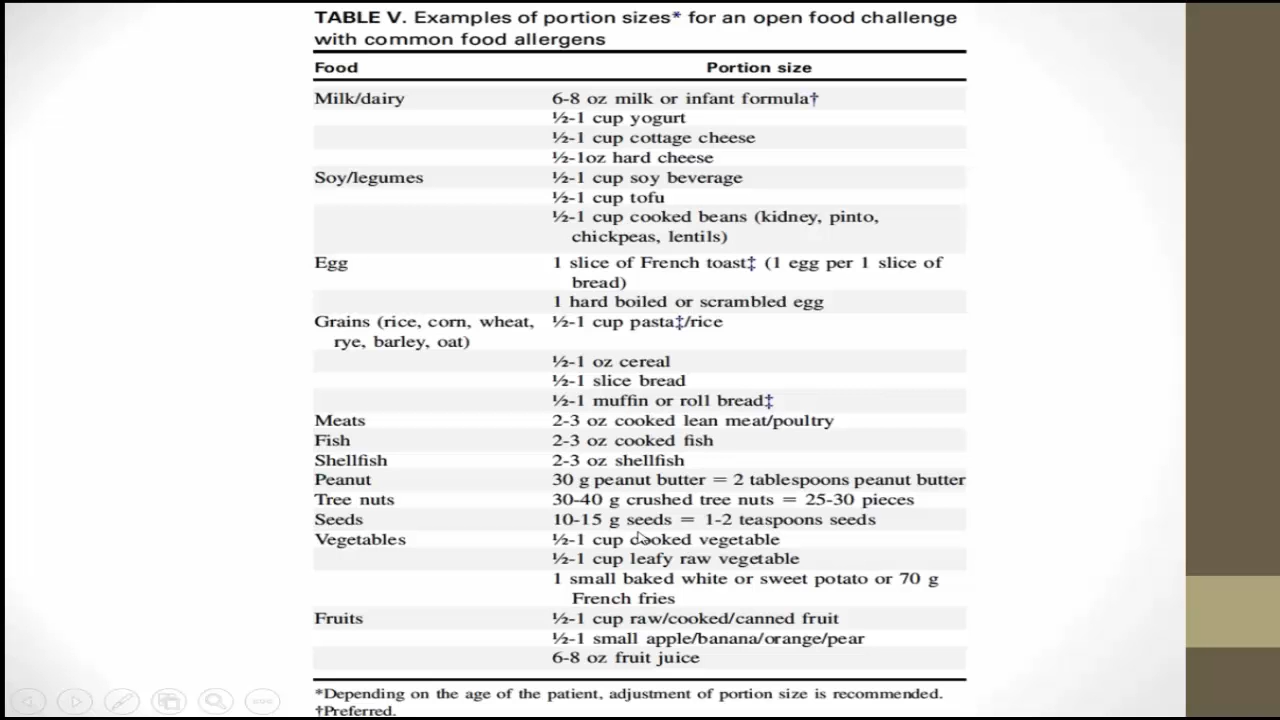 TABLE V. Examples of portion sizes* for an open food challenge
with common food allergens
Food Portion size
Milk/dairy 6-8 oz milk or infant formula†
½-1 cup yogurt
½-1 cup cottage cheese
½-1oz hard cheese
Soy/legumes ½-1 cup soy beverage
½-1 cup tofu
½-1 cup cooked beans (kidney, pinto,
chickpeas, lentils)
Egg 1 slice of French toast‡ (1 egg per 1 slice of
bread)
1 hard boiled or scrambled egg
Grains (rice, corn, wheat, ½-1 cup pasta‡/rice
rye, barley, oat)
½-1 oz cereal
½-1 slice bread
½-1 muffin or roll bread‡
Meats 2-3 oz cooked lean meat/poultry
Fish 2-3 oz cooked fish
Shellfish 2-3 oz shellfish
Peanut 30 g peanut butter = 2 tablespoons peanut butter
Tree nuts 30-40 g crushed tree nuts = 25-30 pieces
Seeds 10-15 g seeds = 1-2 teaspoons seeds
Vegetables ½-1 cup cooked vegetable
½-1 cup leafy raw vegetable
1 small baked white or sweet potato or 70 g
French fries
Fruits ½-1 cup raw/cooked/canned fruit
½-1 small apple/banana/orange/pear
6-8 oz fruit juice
*Depending on the age of the patient, adjustment of portion size is recommended.
†Preferred.